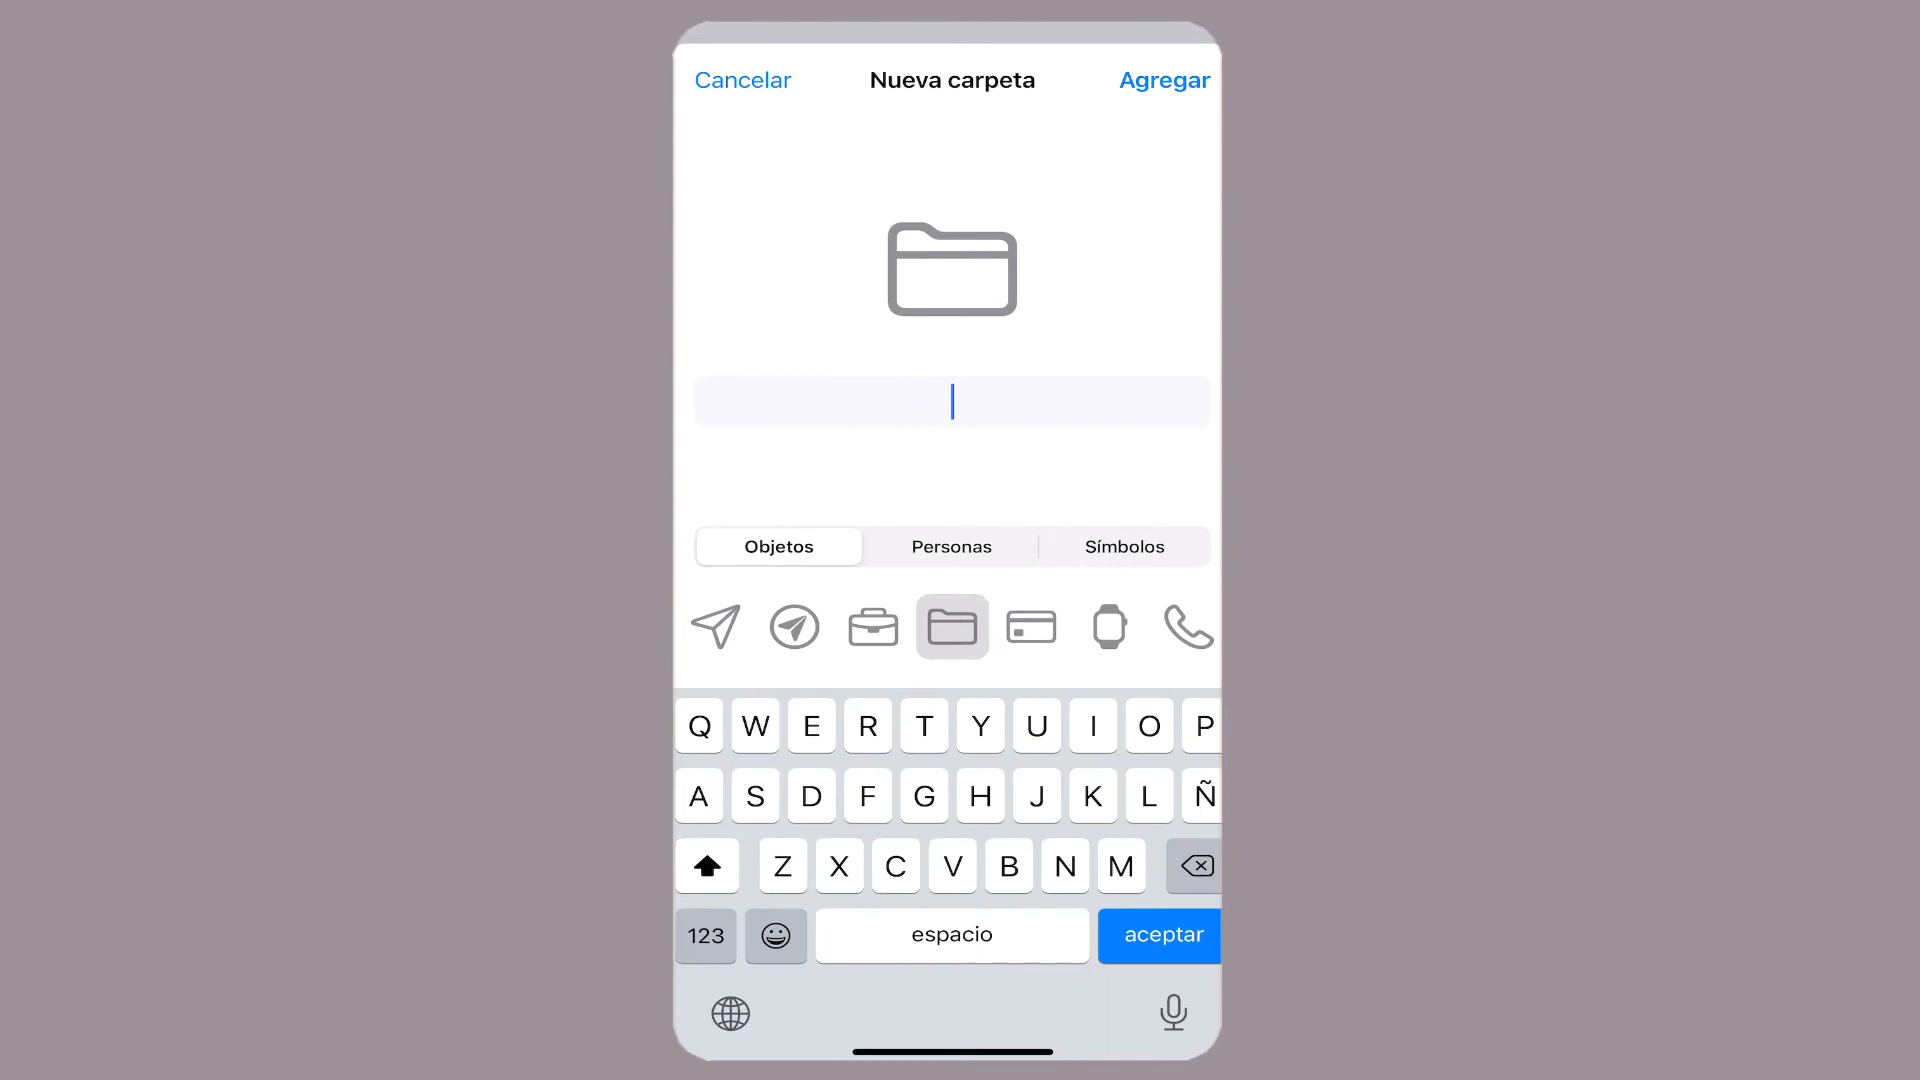 Cancelar Nueva carpeta Agregar
Objetos Personas Símbolos
Q W E R T Y U I O P
A S D F G H J K L Ñ
Z X C V B N M
123 espacio aceptar